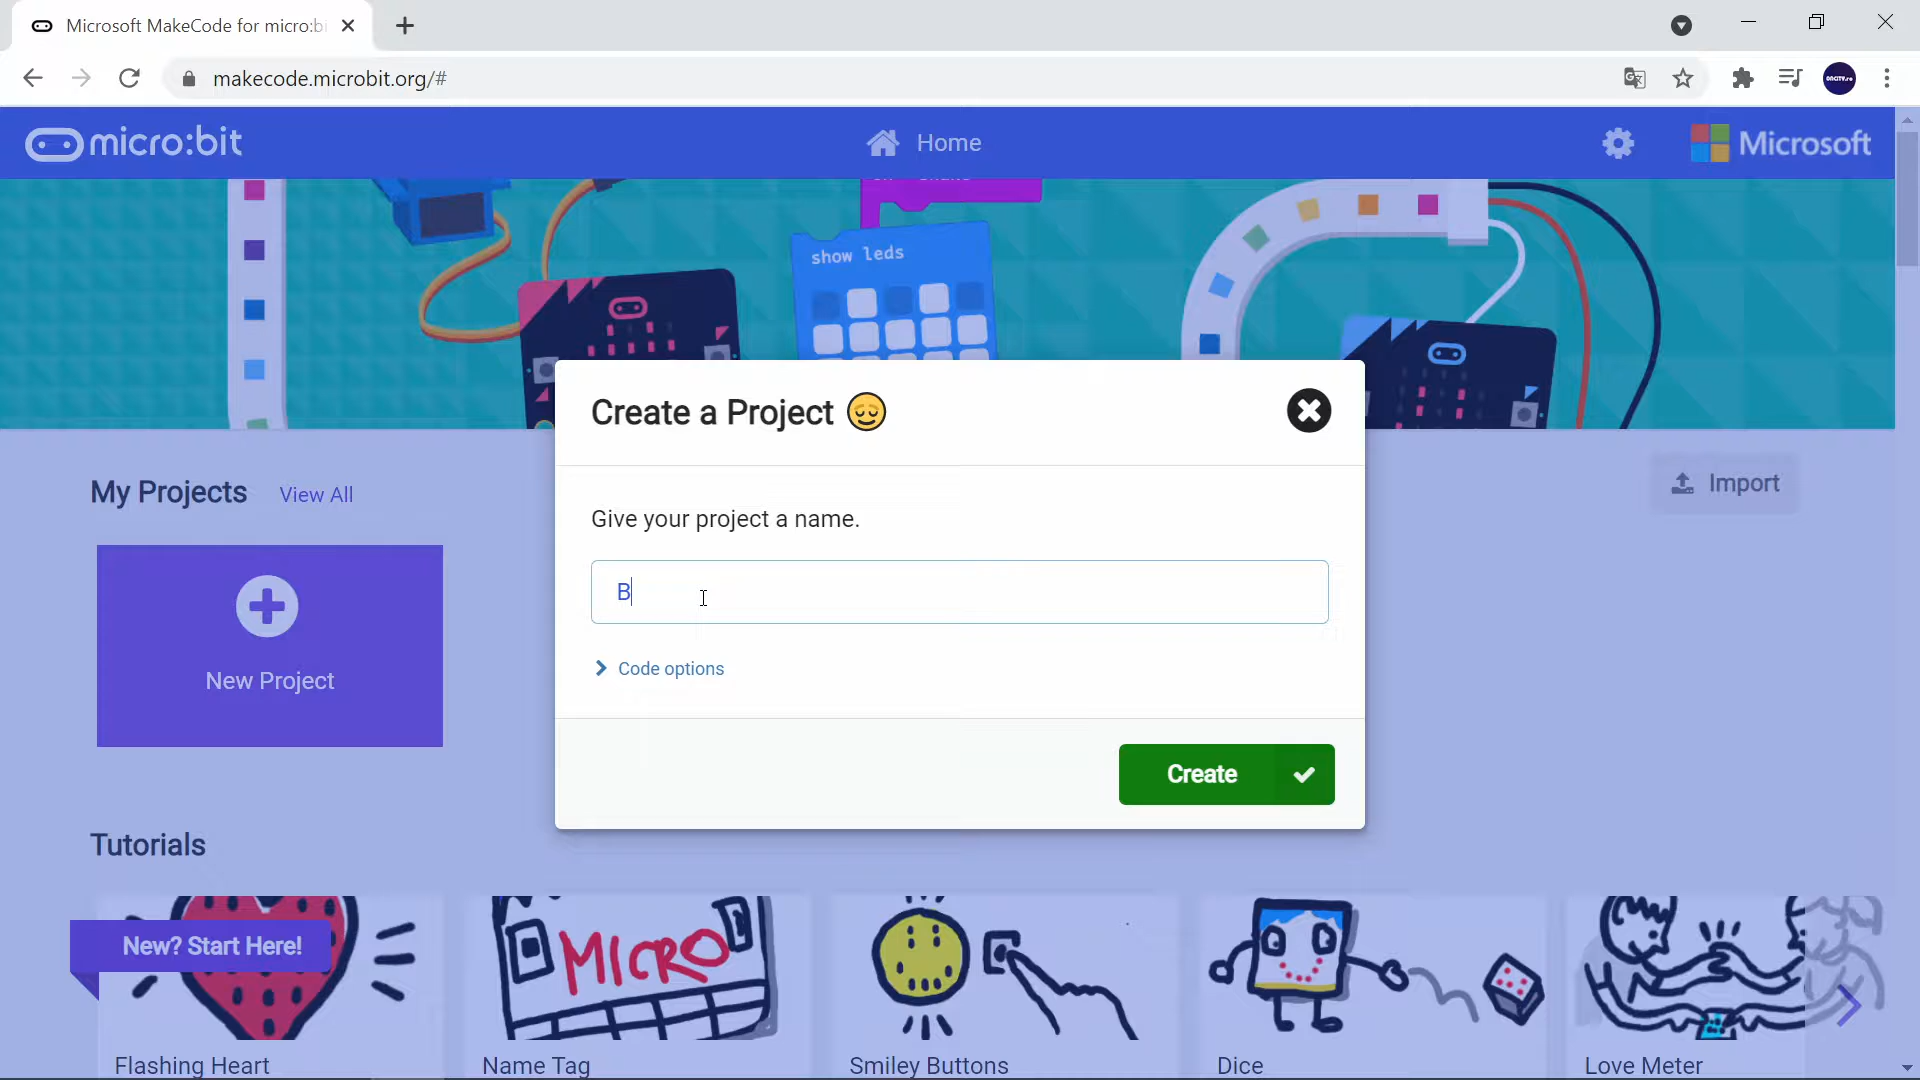 Microsoft MakeCode for micro:bi
makecode.microbit.org/#
micro:bit
Home
Microsoft
show leds
Create a Project
Give your project a name.
B
Code options
Create
My Projects
View All
Import
New Project
Tutorials
New? Start Here!
MICRO
Flashing Heart
Name Tag
Smiley Buttons
Dice
Love Meter